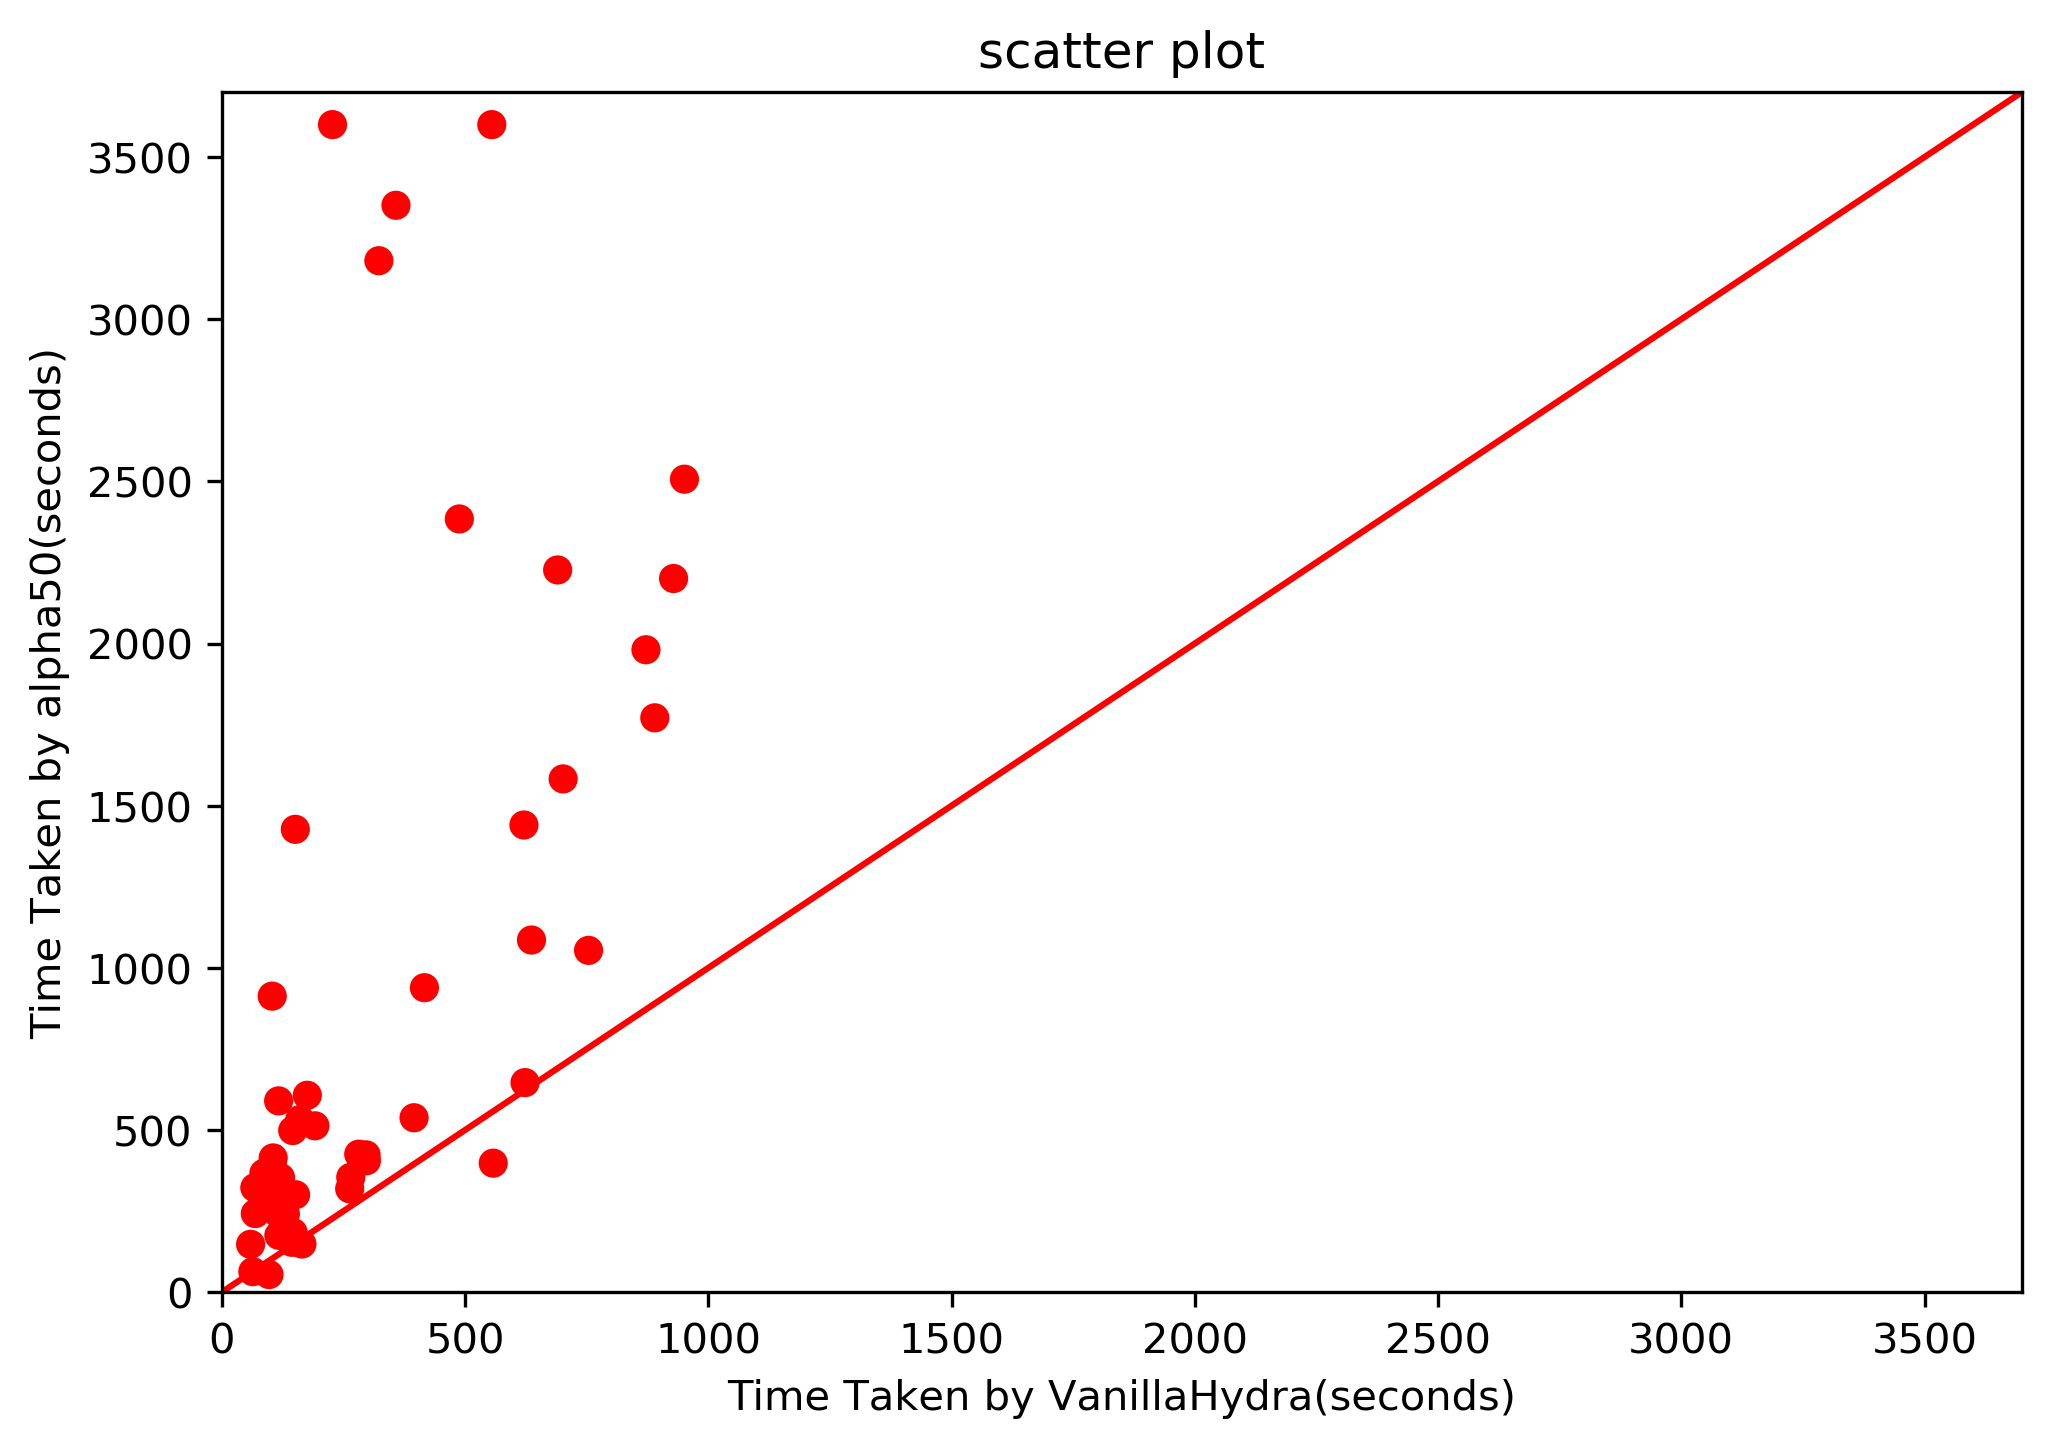 scatter plot
Time Taken by alpha50(seconds)
3500
3000
2500
2000
1500
1000
500
0
0 500 1000 1500 2000 2500 3000 3500
Time Taken by VanillaHydra(seconds)